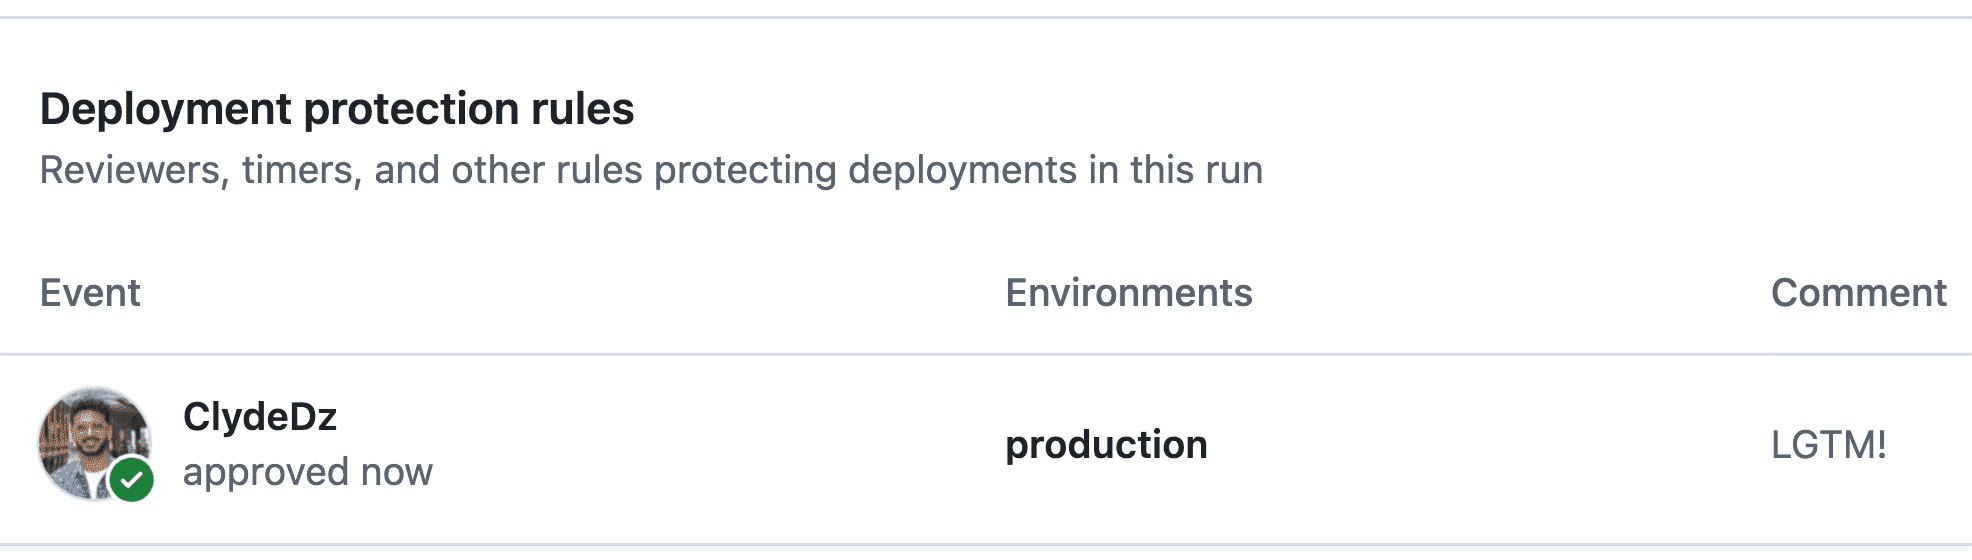 Deployment protection rules
Reviewers, timers, and other rules protecting deployments in this run
Event Environments Comment
ClydeDz
approved now
production
LGTM!